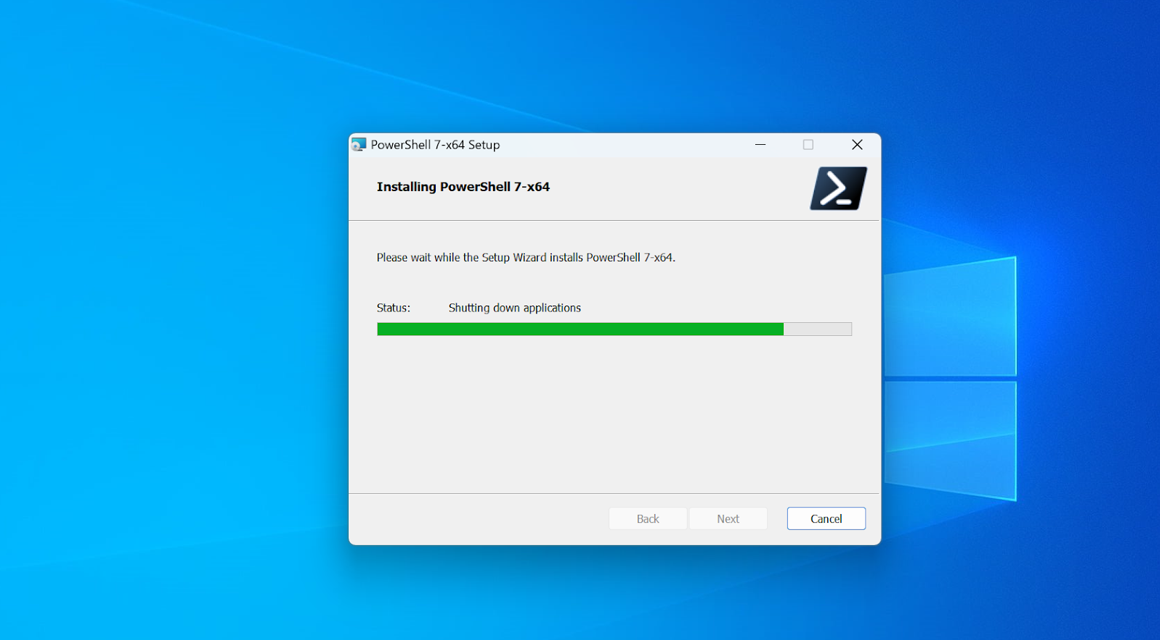 PowerShell 7-x64 Setup
Installing PowerShell 7-x64
Please wait while the Setup Wizard installs PowerShell 7-x64.
Status: Shutting down applications
Back Next Cancel